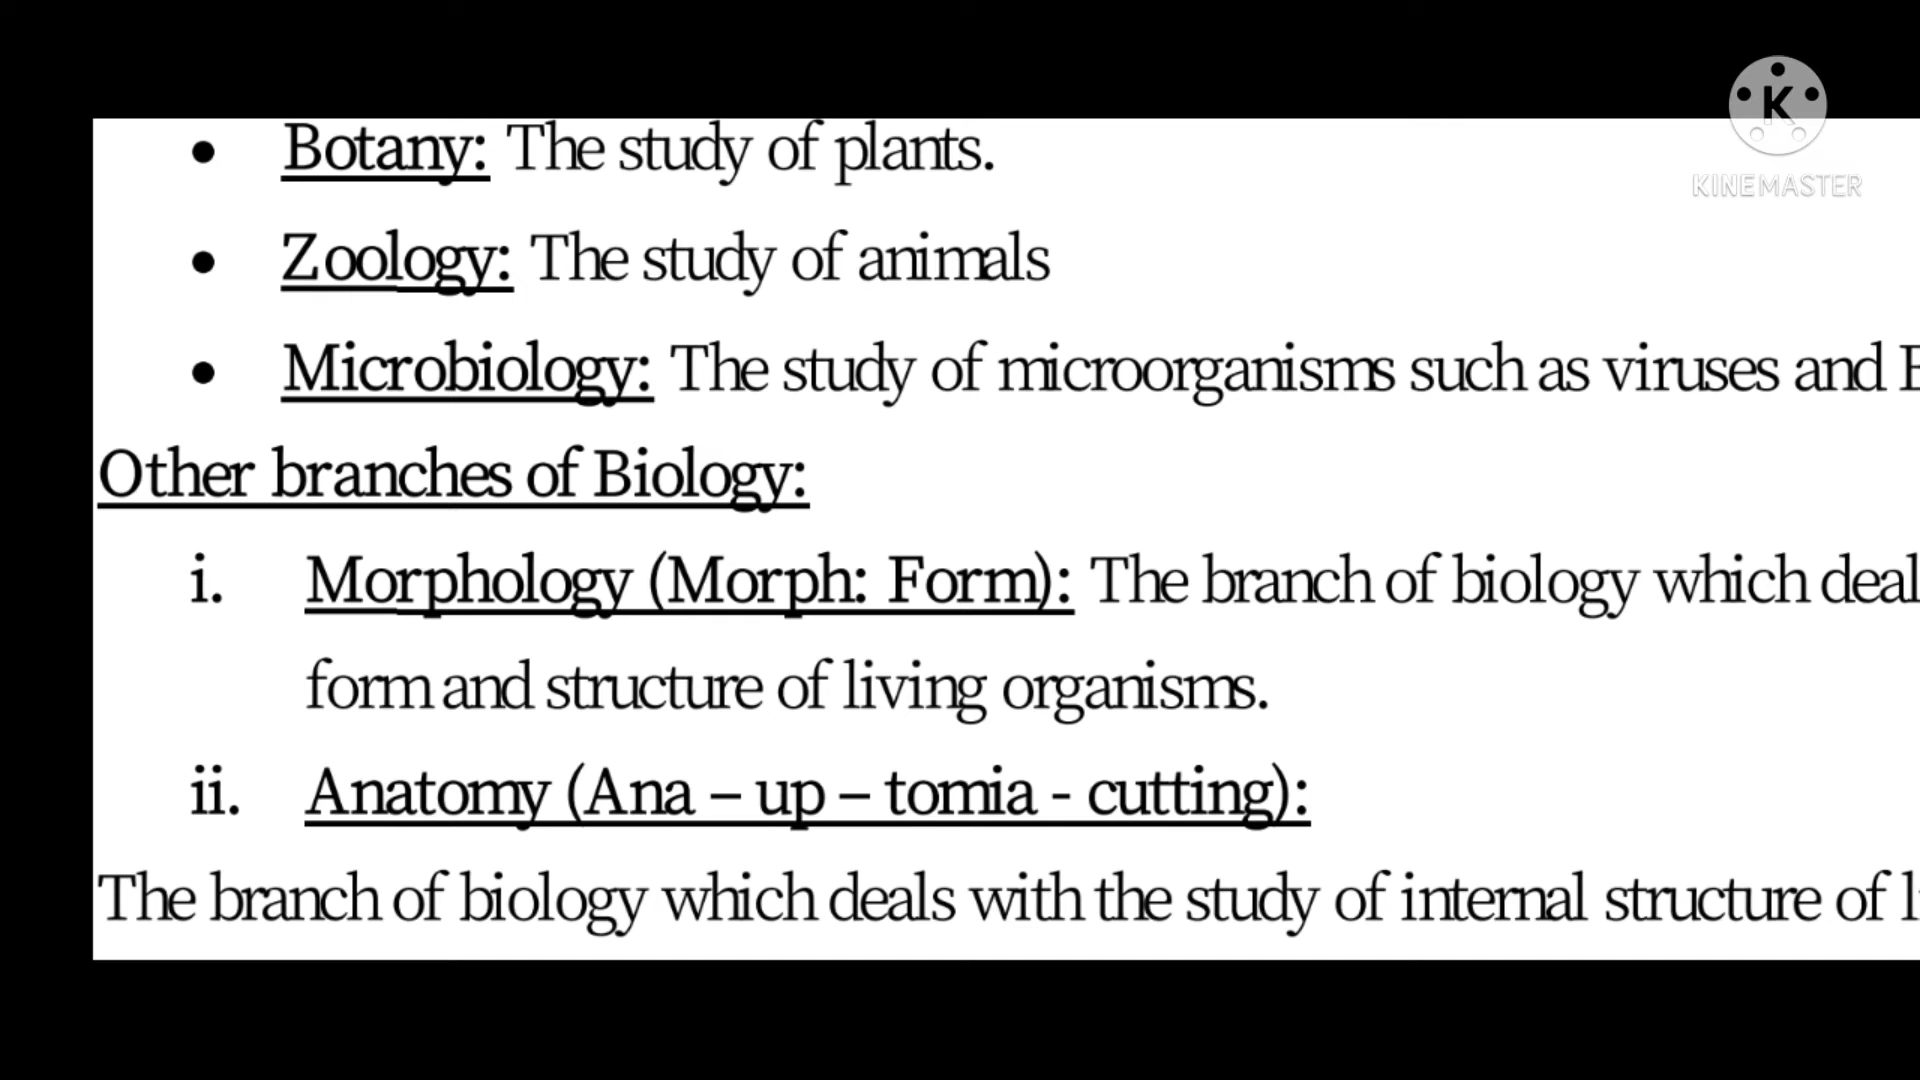 K
KINEMASTER
• Botany: The study of plants.
• Zoology: The study of animals
• Microbiology: The study of microorganisms such as viruses and
Other branches of Biology:
i. Morphology (Morph: Form): The branch of biology which deal
form and structure of living organisms.
ii. Anatomy (Ana – up – tomia - cutting):
The branch of biology which deals with the study of internal structure of